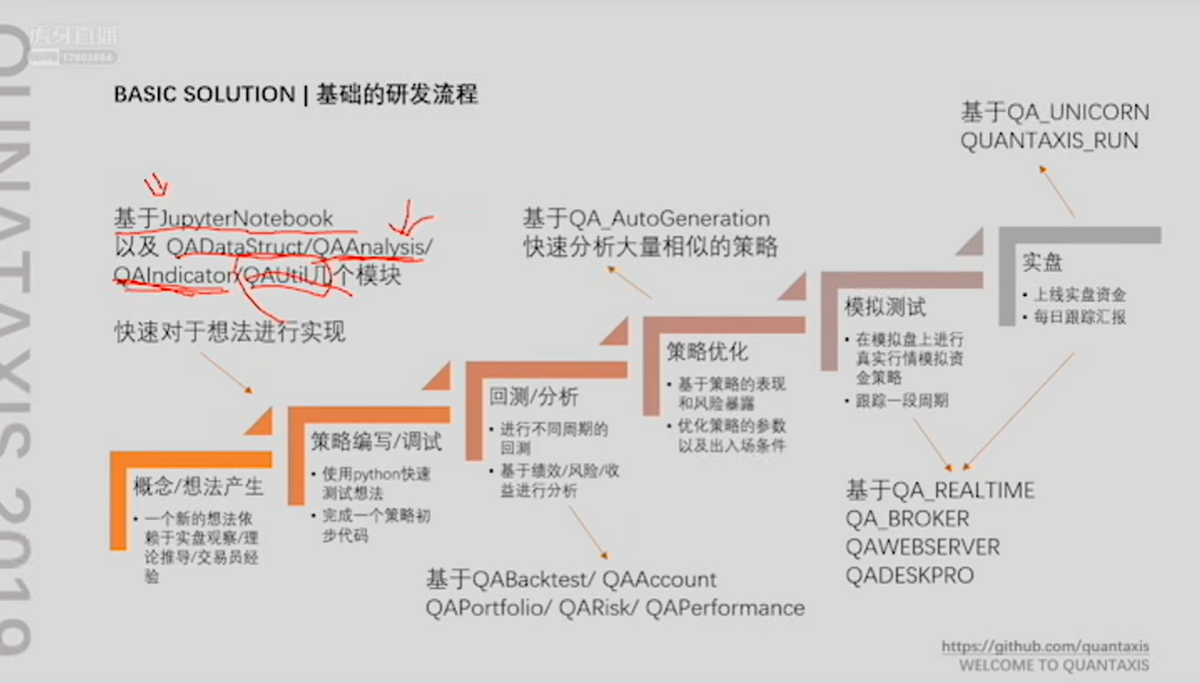 虎牙直播
17803894
QUNATAXIS 2019
BASIC SOLUTION | 基础的研发流程
基于JupyterNotebook
以及 QADataStruct/QAAnalysis/
QAIndicator/QAUtil几个模块
快速对于想法进行实现
基于QA_AutoGeneration
快速分析大量相似的策略
基于QA_UNICORN
QUANTAXIS_RUN
概念/想法产生
• 一个新的想法依
赖于实盘观察/理
论推导/交易员经
验
策略编写/调试
• 使用python快速
测试想法
• 完成一个策略初
步代码
回测/分析
• 进行不同周期的
回测
• 基于绩效/风险/收
益进行分析
策略优化
• 基于策略的表现
和风险暴露
• 优化策略的参数
以及出入场条件
模拟测试
• 在模拟盘上进行
真实行情模拟资
金策略
• 跟踪一段周期
实盘
• 上线实盘资金
• 每日跟踪汇报
基于QABacktest/ QAAccount
QAPortfolio/ QARisk/ QAPerformance
基于QA_REALTIME
QA_BROKER
QAWEBSERVER
QADESKPRO
https://github.com/quantaxis
WELCOME TO QUANTAXIS